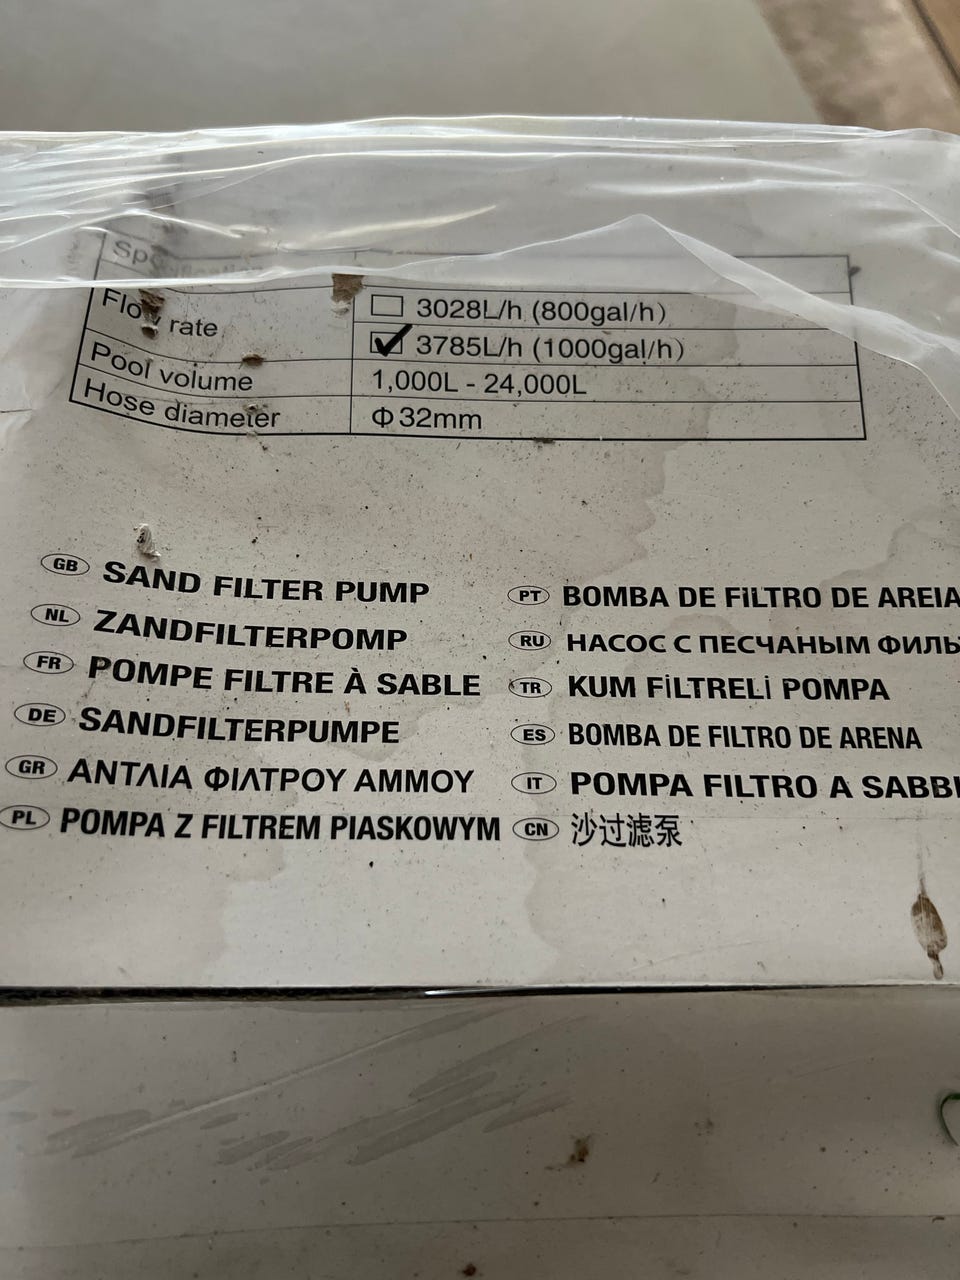 Specification
Flow rate
3028L/h (800gal/h)
3785L/h (1000gal/h)
Pool volume 1,000L - 24,000L
Hose diameter Φ32mm
GB SAND FILTER PUMP
NL ZANDFILTERPOMP
FR POMPE FILTRE À SABLE
DE SANDFILTERPUMPE
GR ΑΝΤΛΙΑ ΦΙΛΤΡΟΥ ΑΜΜΟΥ
PL POMPA Z FILTREM PIASKOWYM
PT BOMBA DE FILTRO DE AREIA
RU НАСОС С ПЕСЧАНЫМ ФИЛЬ
TR KUM FİLTRELİ POMPA
ES BOMBA DE FILTRO DE ARENA
IT POMPA FILTRO A SABBI
CN 沙过滤泵